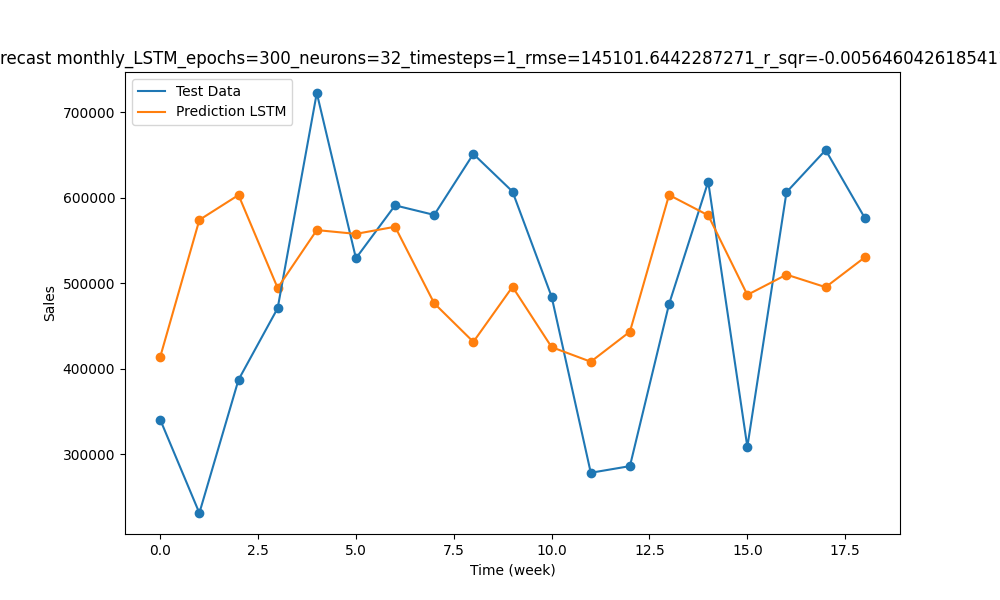 recast monthly_LSTM_epochs=300_neurons=32_timesteps=1_rmse=145101.6442287271_r_sqr=-0.005646042618541
Test Data
Prediction LSTM
700000
600000
500000
400000
300000
Sales
0.0 2.5 5.0 7.5 10.0 12.5 15.0 17.5
Time (week)